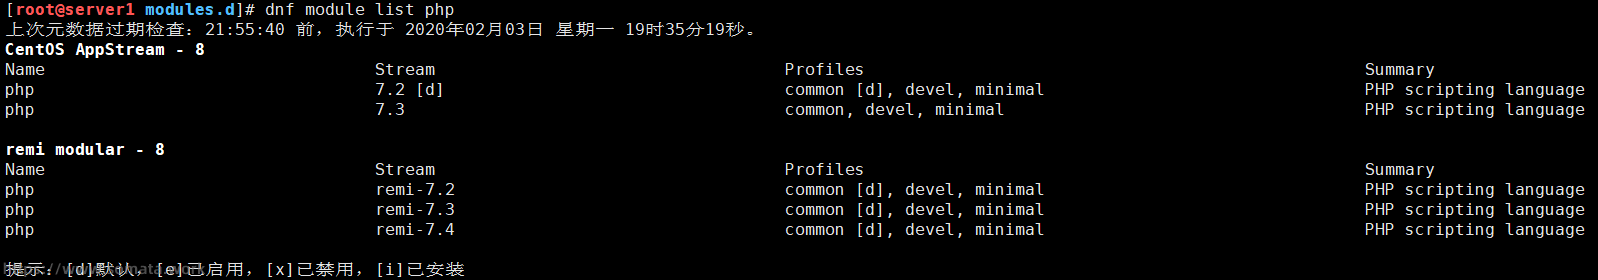 [root@server1 modules.d]# dnf module list php
上次元数据过期检查：21:55:40 前，执行于 2020年02月03日 星期一 19时35分19秒。
CentOS AppStream - 8
Name Stream Profiles Summary
php 7.2 [d] common [d], devel, minimal PHP scripting language
php 7.3 common, devel, minimal PHP scripting language
remi modular - 8
Name Stream Profiles Summary
php remi-7.2 common [d], devel, minimal PHP scripting language
php remi-7.3 common [d], devel, minimal PHP scripting language
php remi-7.4 common [d], devel, minimal PHP scripting language
提示：[d]默认，[e]已启用，[x]已禁用，[i]已安装